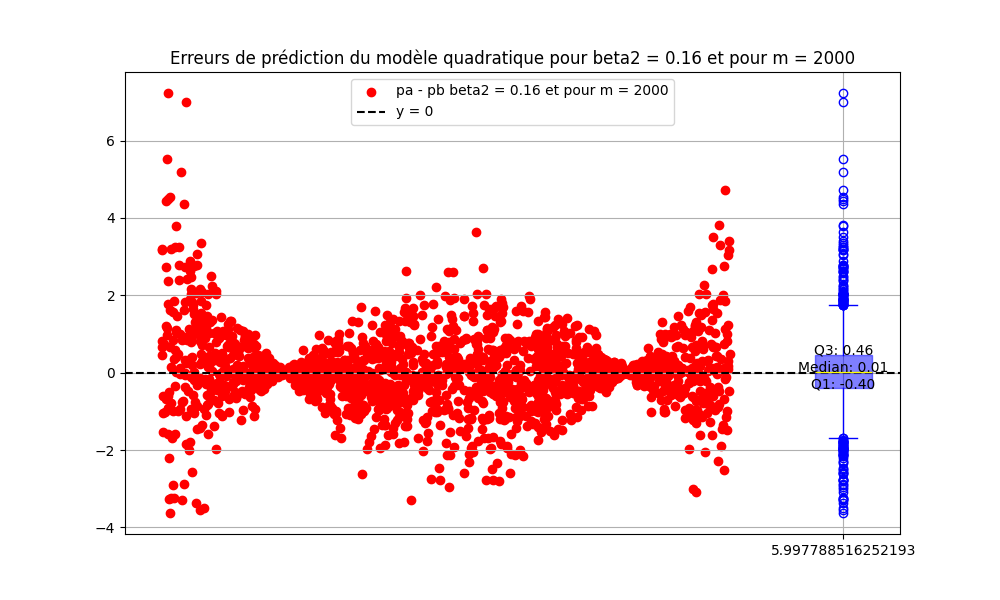 Erreurs de prédiction du modèle quadratique pour beta2 = 0.16 et pour m = 2000
pa - pb beta2 = 0.16 et pour m = 2000
y = 0
6
4
2
0
−2
−4
Q3: 0.46
Median: 0.01
Q1: -0.40
5.997788516252193